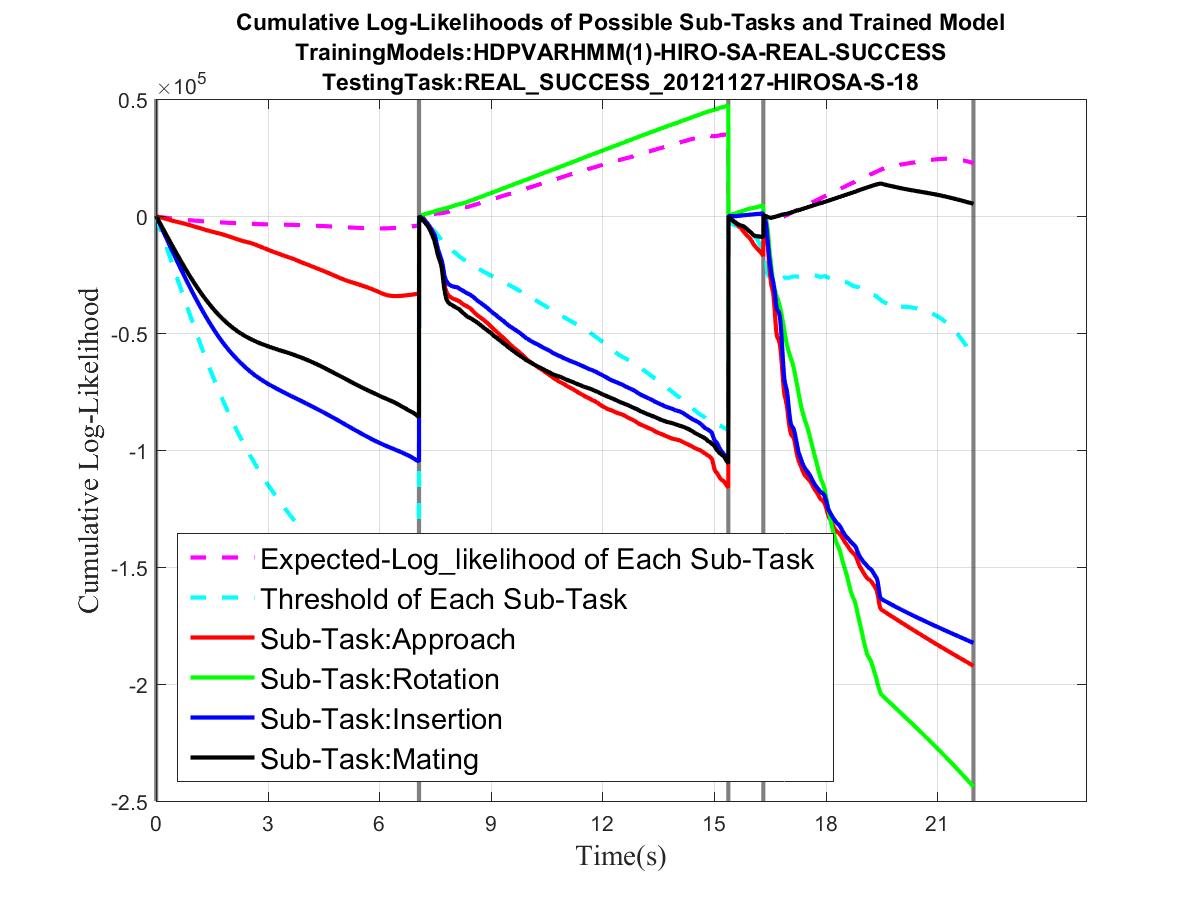 Cumulative Log-Likelihoods of Possible Sub-Tasks and Trained Model
TrainingModels:HDPVARHMM(1)-HIRO-SA-REAL-SUCCESS
TestingTask:REAL_SUCCESS_20121127-HIROSA-S-18
×10^5
0.5
0
-0.5
-1
-1.5
-2
-2.5
Cumulative Log-Likelihood
Expected-Log_likelihood of Each Sub-Task
Threshold of Each Sub-Task
Sub-Task:Approach
Sub-Task:Rotation
Sub-Task:Insertion
Sub-Task:Mating
0 3 6 9 12 15 18 21
Time(s)